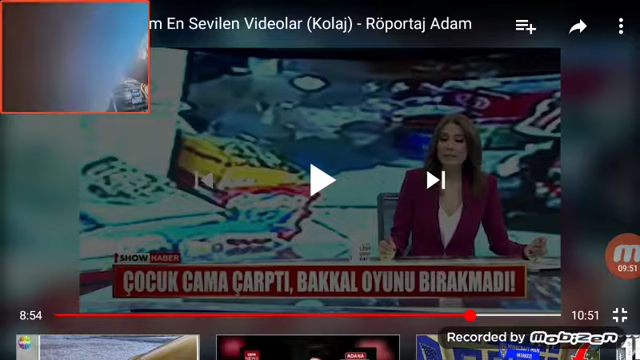 m En Sevilen Videolar (Kolaj) - Röportaj Adam
SHOW HABER
ÇOCUK CAMA ÇARPTI, BAKKAL OYUNU BIRAKMADI!
09:51
8:54
10:51
Recorded by MOBIZEN
ADANA